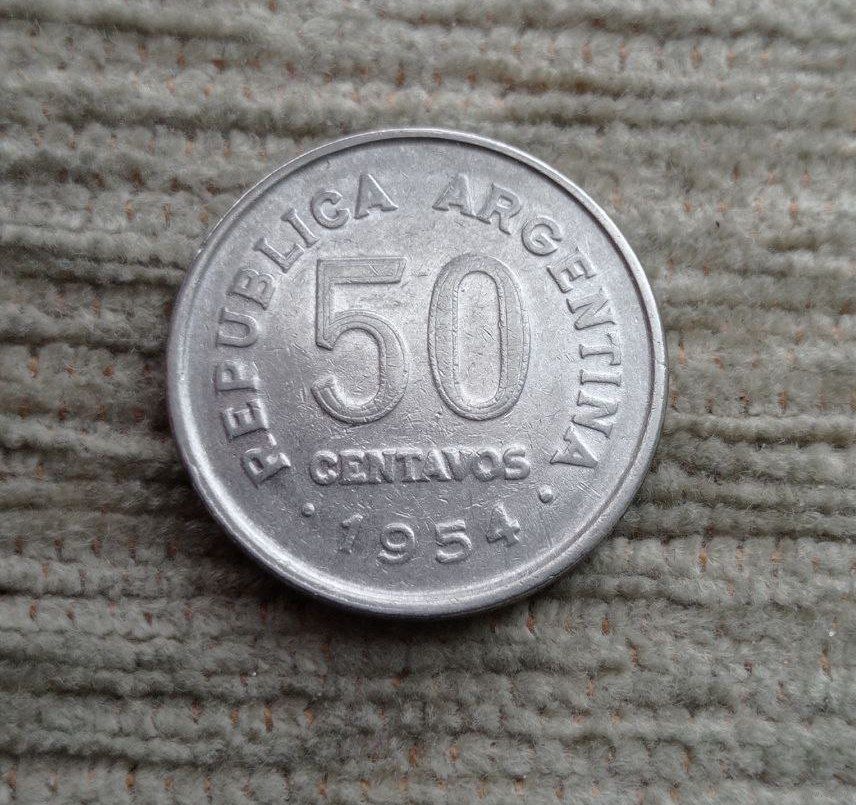 REPUBLICA ARGENTINA
50
CENTAVOS
· 1954 ·